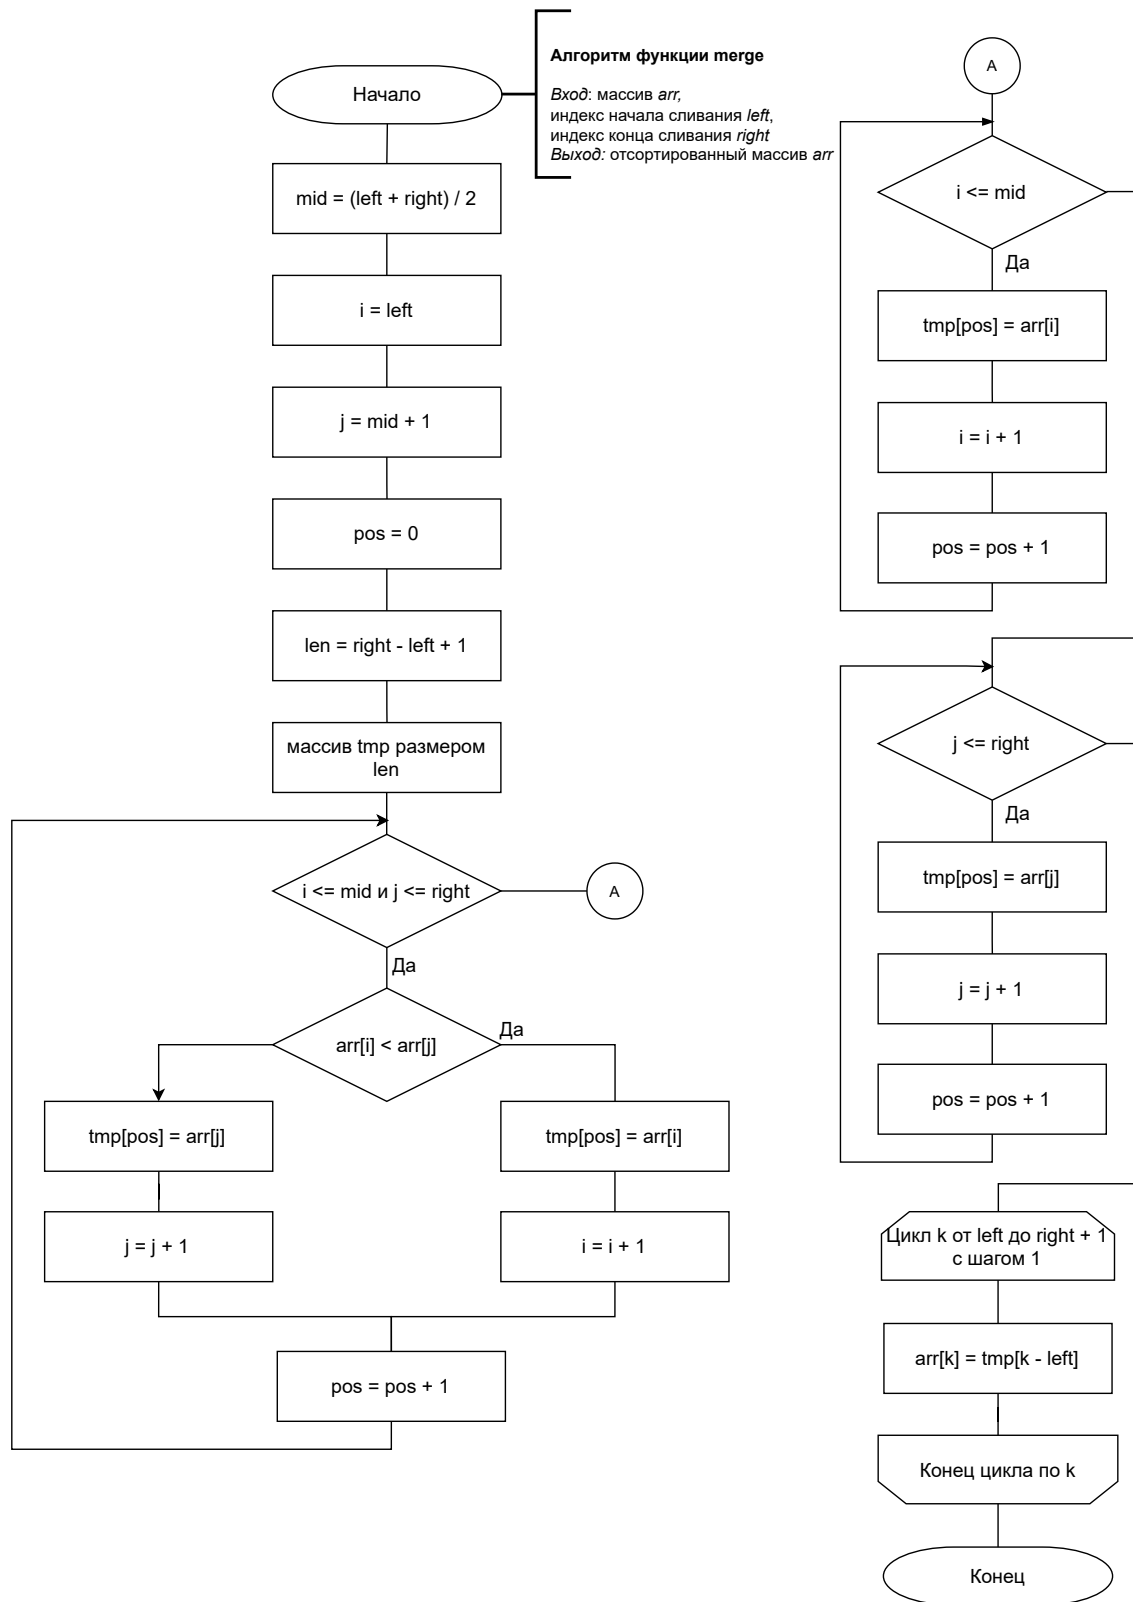 Начало
Алгоритм функции merge
Вход: массив arr,
индекс начала сливания left,
индекс конца сливания right
Выход: отсортированный массив arr
mid = (left + right) / 2
i = left
j = mid + 1
pos = 0
len = right - left + 1
массив tmp размером
len
i <= mid и j <= right
A
Да
arr[i] < arr[j]
Да
tmp[pos] = arr[j]
tmp[pos] = arr[i]
j = j + 1
i = i + 1
pos = pos + 1
A
i <= mid
Да
tmp[pos] = arr[i]
i = i + 1
pos = pos + 1
j <= right
Да
tmp[pos] = arr[j]
j = j + 1
pos = pos + 1
Цикл k от left до right + 1
с шагом 1
arr[k] = tmp[k - left]
Конец цикла по k
Конец